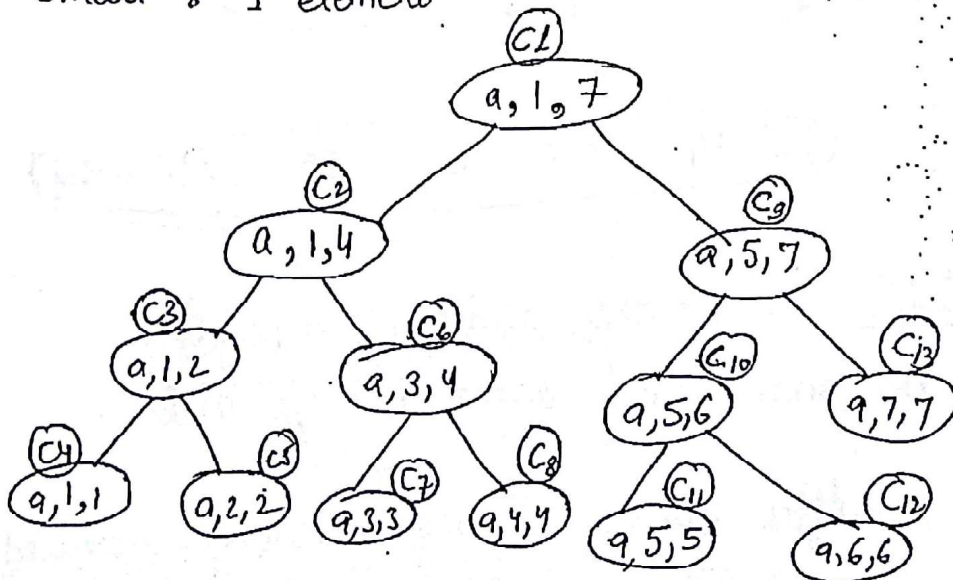 : 1 element
C1
a, 1, 7
C2
C9
a, 1, 4
a, 5, 7
C3
C6
C10
C13
a, 1, 2
a, 3, 4
a, 5, 6
a, 7, 7
C4
C5
C7
C8
C11
C12
a, 1, 1
a, 2, 2
a, 3, 3
a, 4, 4
a, 5, 5
a, 6, 6